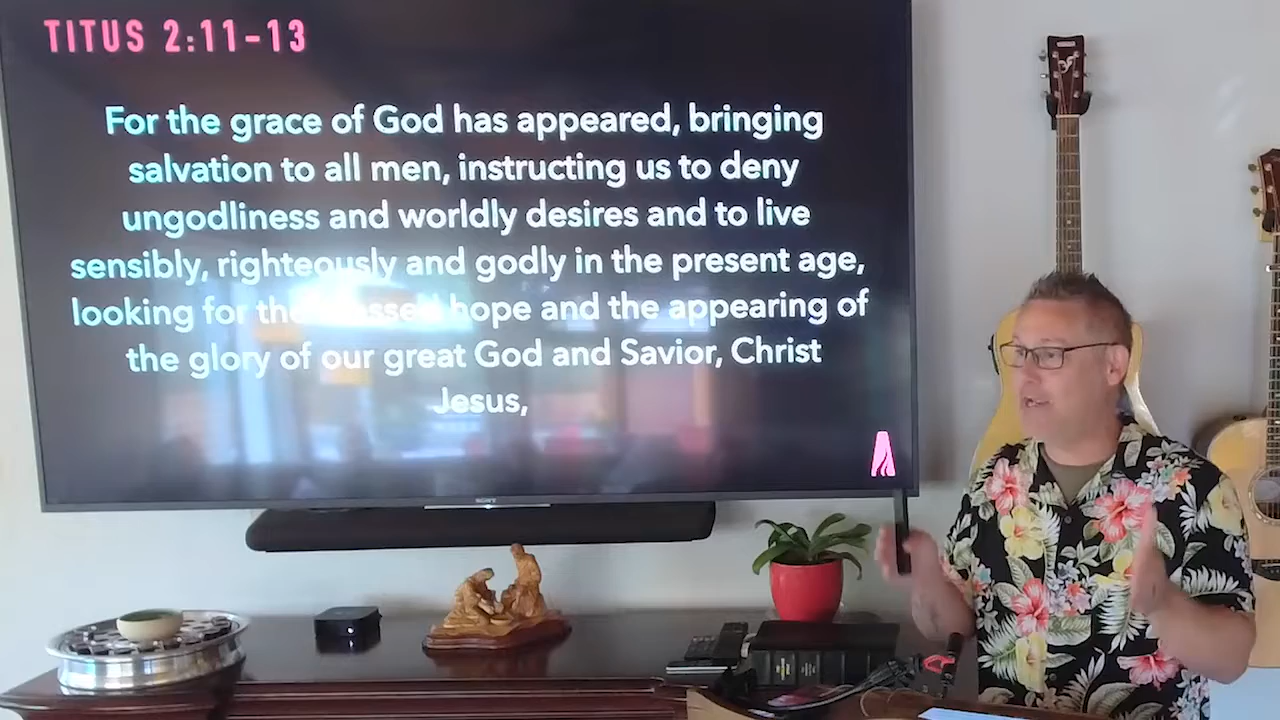 TITUS 2:11-13
For the grace of God has appeared, bringing
salvation to all men, instructing us to deny
ungodliness and worldly desires and to live
sensibly, righteously and godly in the present age,
looking for the blessed hope and the appearing of
the glory of our great God and Savior, Christ
Jesus,
SONY